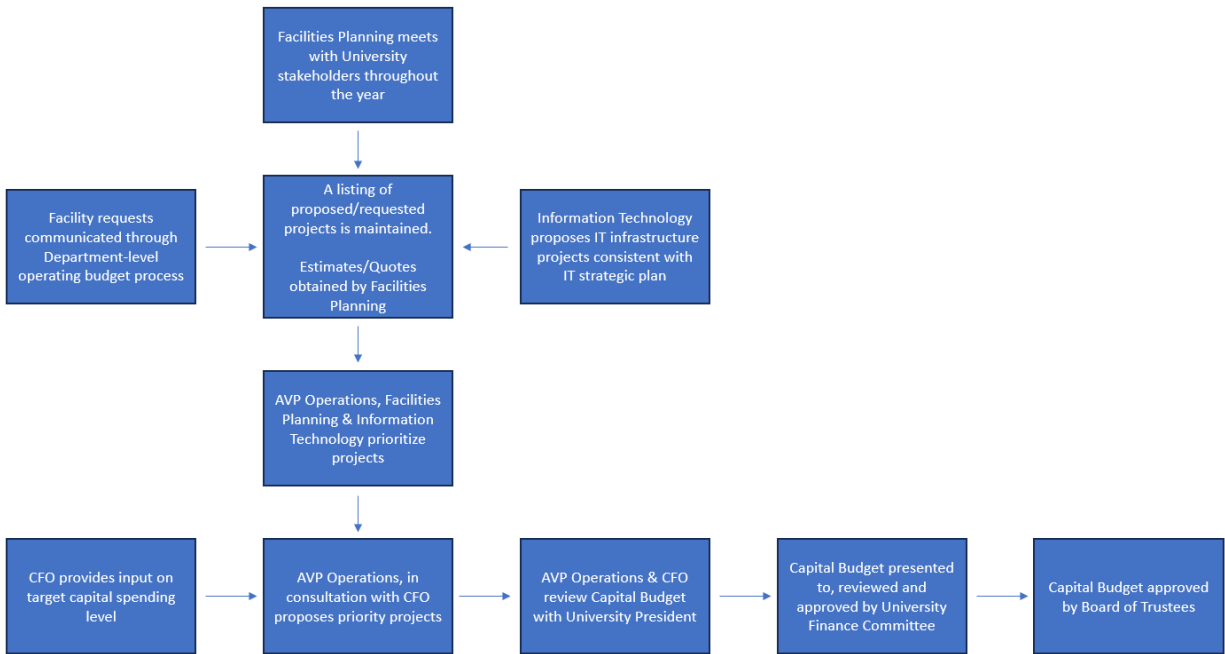 Facilities Planning meets
with University
stakeholders throughout
the year
Facility requests
communicated through
Department-level
operating budget process
A listing of
proposed/requested
projects is maintained.
Estimates/Quotes
obtained by Facilities
Planning
Information Technology
proposes IT infrastructure
projects consistent with
IT strategic plan
AVP Operations, Facilities
Planning & Information
Technology prioritize
projects
CFO provides input on
target capital spending
level
AVP Operations, in
consultation with CFO
proposes priority projects
AVP Operations & CFO
review Capital Budget
with University President
Capital Budget presented
to, reviewed and
approved by University
Finance Committee
Capital Budget approved
by Board of Trustees